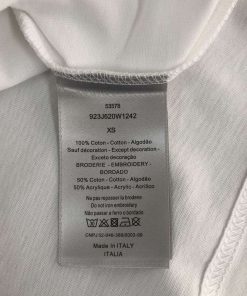 53578
923J620W1242
XS
100% Coton - Cotton - Algodão
Sauf décoration - Except decoration -
Exceto decoração
BRODERIE - EMBROIDERY -
BORDADO
50% Coton - Cotton - Algodão
50% Acrylique - Acrylic - Acrílico
Ne pas repasser la broderie
Do not iron embroidery
Não passar o bordado
Made in ITALY
ITALIA